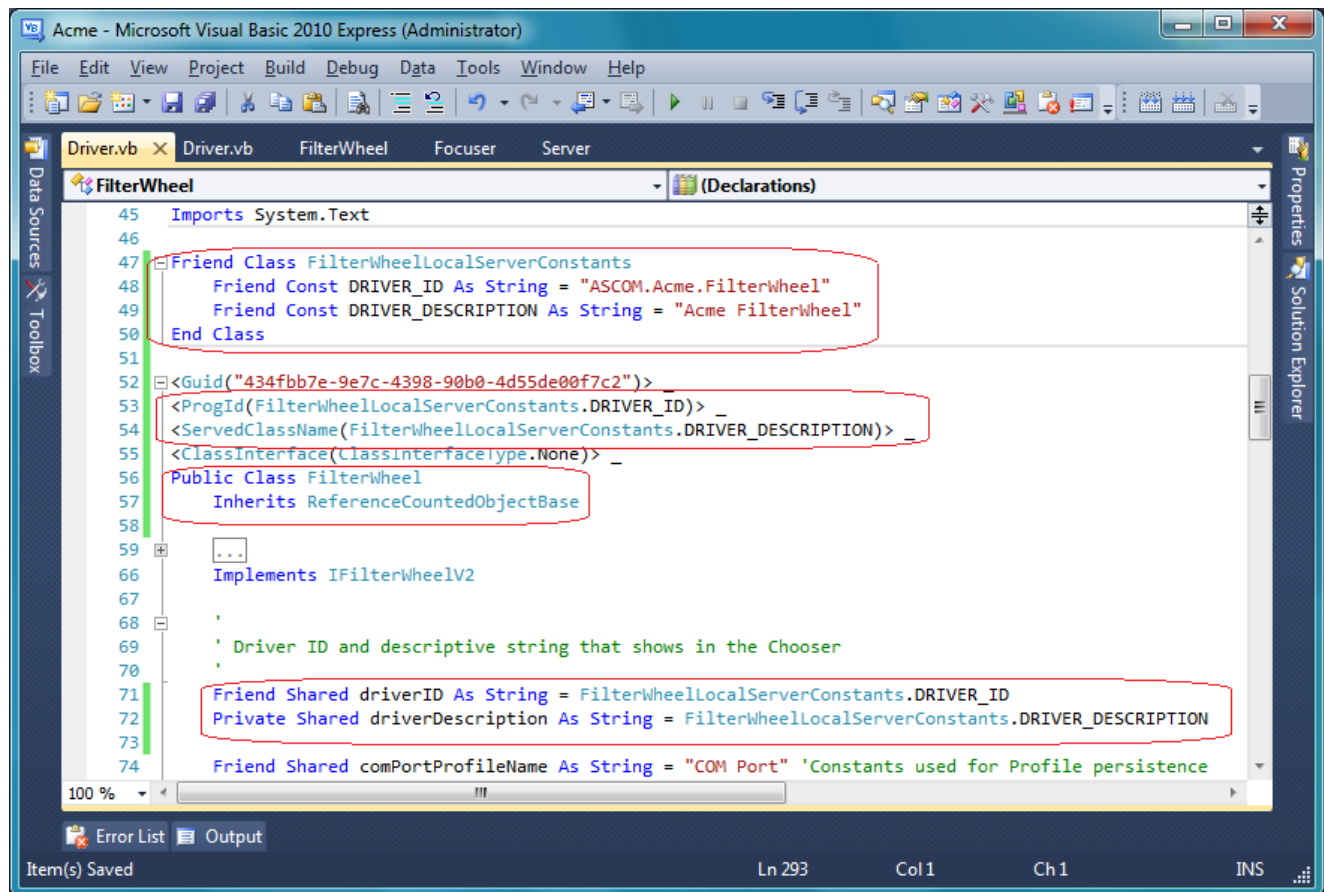 Acme - Microsoft Visual Basic 2010 Express (Administrator)
File Edit View Project Build Debug Data Tools Window Help
Driver.vb Driver.vb FilterWheel Focuser Server
Data Sources
Toolbox
Properties
Solution Explorer
FilterWheel (Declarations)
45 Imports System.Text
46
47 Friend Class FilterWheelLocalServerConstants
48 Friend Const DRIVER_ID As String = "ASCOM.Acme.FilterWheel"
49 Friend Const DRIVER_DESCRIPTION As String = "Acme FilterWheel"
50 End Class
51
52 <Guid("434fbb7e-9e7c-4398-90b0-4d55de00f7c2")> _
53 <ProgId(FilterWheelLocalServerConstants.DRIVER_ID)> _
54 <ServedClassName(FilterWheelLocalServerConstants.DRIVER_DESCRIPTION)> _
55 <ClassInterface(ClassInterfaceType.None)> _
56 Public Class FilterWheel
57 Inherits ReferenceCountedObjectBase
58
59 ...
66 Implements IFilterWheelV2
67
68 '
69 ' Driver ID and descriptive string that shows in the Chooser
70 '
71 Friend Shared driverID As String = FilterWheelLocalServerConstants.DRIVER_ID
72 Private Shared driverDescription As String = FilterWheelLocalServerConstants.DRIVER_DESCRIPTION
73
74 Friend Shared comPortProfileName As String = "COM Port" 'Constants used for Profile persistence
100 %
Error List Output
Item(s) Saved Ln 293 Col 1 Ch 1 INS